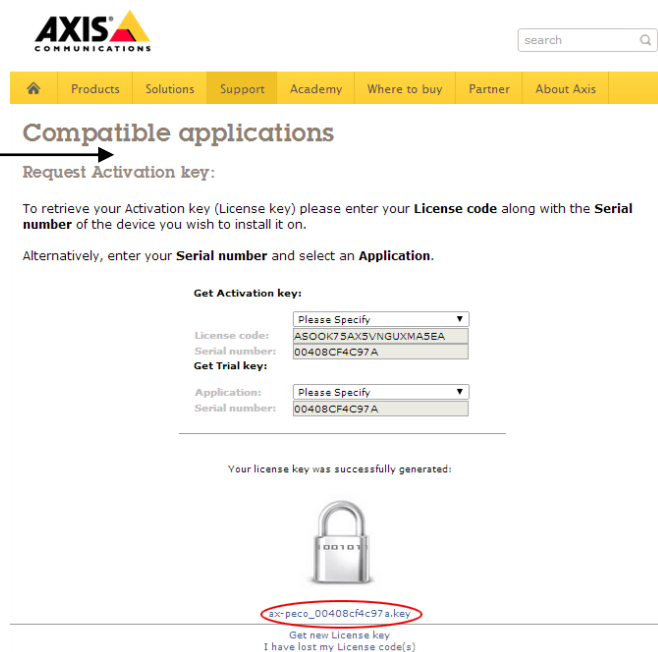 AXIS
COMMUNICATIONS
search
Products Solutions Support Academy Where to buy Partner About Axis
Compatible applications
Request Activation key:
To retrieve your Activation key (License key) please enter your License code along with the Serial
number of the device you wish to install it on.
Alternatively, enter your Serial number and select an Application.
Get Activation key:
Please Specify
License code: ASOOK75AX5VNGUXMA5EA
Serial number: 00408CF4C97A
Get Trial key:
Application: Please Specify
Serial number: 00408CF4C97A
Your license key was successfully generated:
001011
ax-peco_00408cf4c97a.key
Get new License key
I have lost my License code(s)